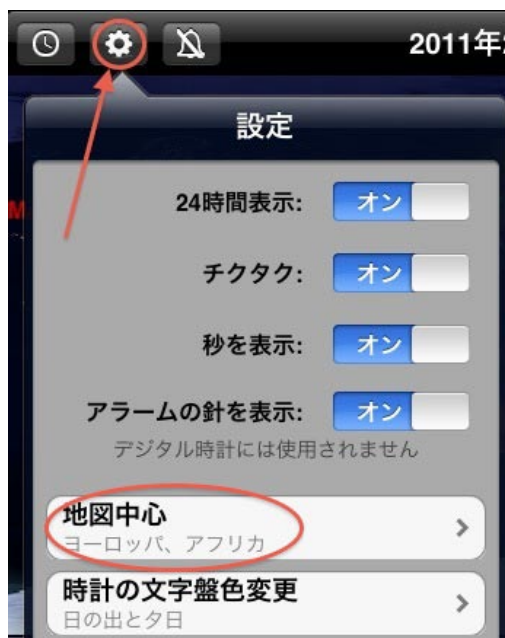 2011年
設定
M
24時間表示: オン
チクタク: オン
秒を表示: オン
アラームの針を表示: オン
デジタル時計には使用されません
地図中心
ヨーロッパ、アフリカ
時計の文字盤色変更
日の出と夕日